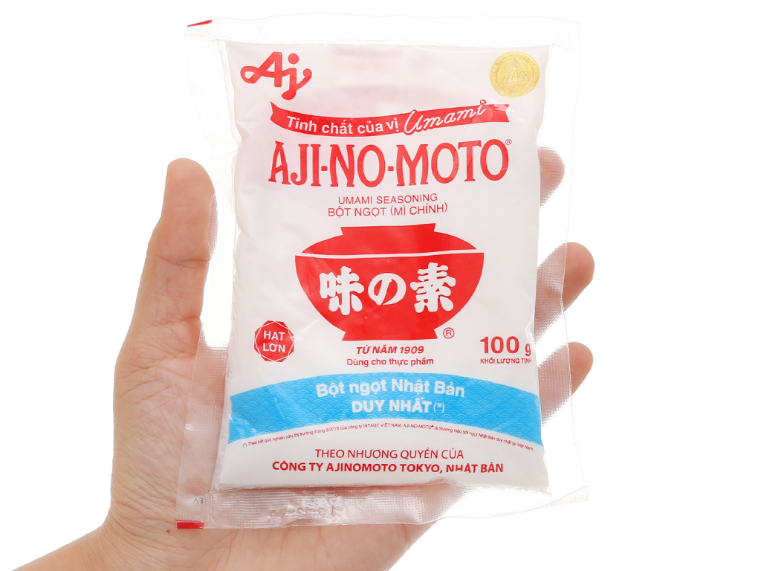 Aj
Tinh chất của vị Umami
AJI-NO-MOTO®
UMAMI SEASONING
BỘT NGỌT (MÌ CHÍNH)
味の素
®
HẠT
LỚN
TỪ NĂM 1909
Dùng cho thực phẩm
100 g
KHỐI LƯỢNG TỊNH
Bột ngọt Nhật Bản
DUY NHẤT(*)
THEO NHƯỢNG QUYỀN CỦA
CÔNG TY AJINOMOTO TOKYO, NHẬT BẢN